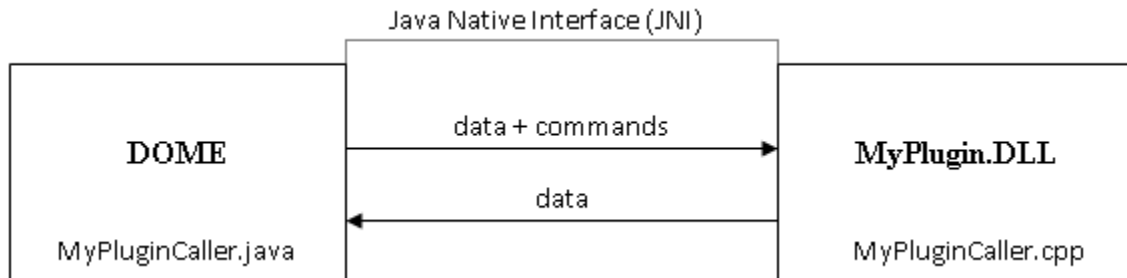 Java Native Interface (JNI)
data + commands
DOME
MyPlugin.DLL
data
MyPluginCaller.java
MyPluginCaller.cpp